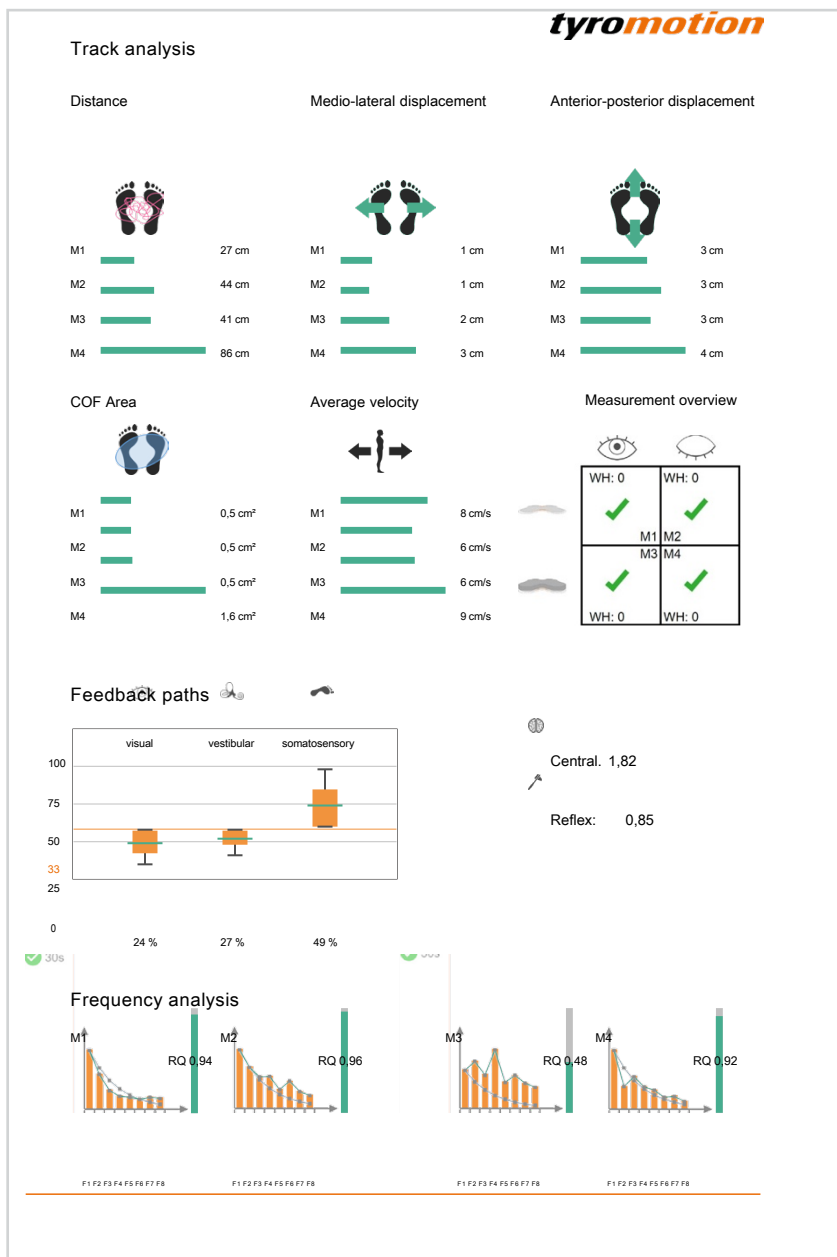 tyromotion
Track analysis
Distance
Medio-lateral displacement
Anterior-posterior displacement
M1 27 cm
M2 44 cm
M3 41 cm
M4 86 cm
M1 1 cm
M2 1 cm
M3 2 cm
M4 3 cm
M1 3 cm
M2 3 cm
M3 3 cm
M4 4 cm
COF Area
Average velocity
Measurement overview
M1 0,5 cm²
M2 0,5 cm²
M3 0,5 cm²
M4 1,6 cm²
M1 8 cm/s
M2 6 cm/s
M3 6 cm/s
M4 9 cm/s
WH: 0 WH: 0
M1 M2
M3 M4
WH: 0 WH: 0
Feedback paths
visual vestibular somatosensory
100
75
50
33
25
0
24 % 27 % 49 %
Central. 1,82
Reflex: 0,85
30s
Frequency analysis
M1 RQ 0,94
M2 RQ 0,96
M3 RQ 0,48
M4 RQ 0,92
F1 F2 F3 F4 F5 F6 F7 F8
F1 F2 F3 F4 F5 F6 F7 F8
F1 F2 F3 F4 F5 F6 F7 F8
F1 F2 F3 F4 F5 F6 F7 F8